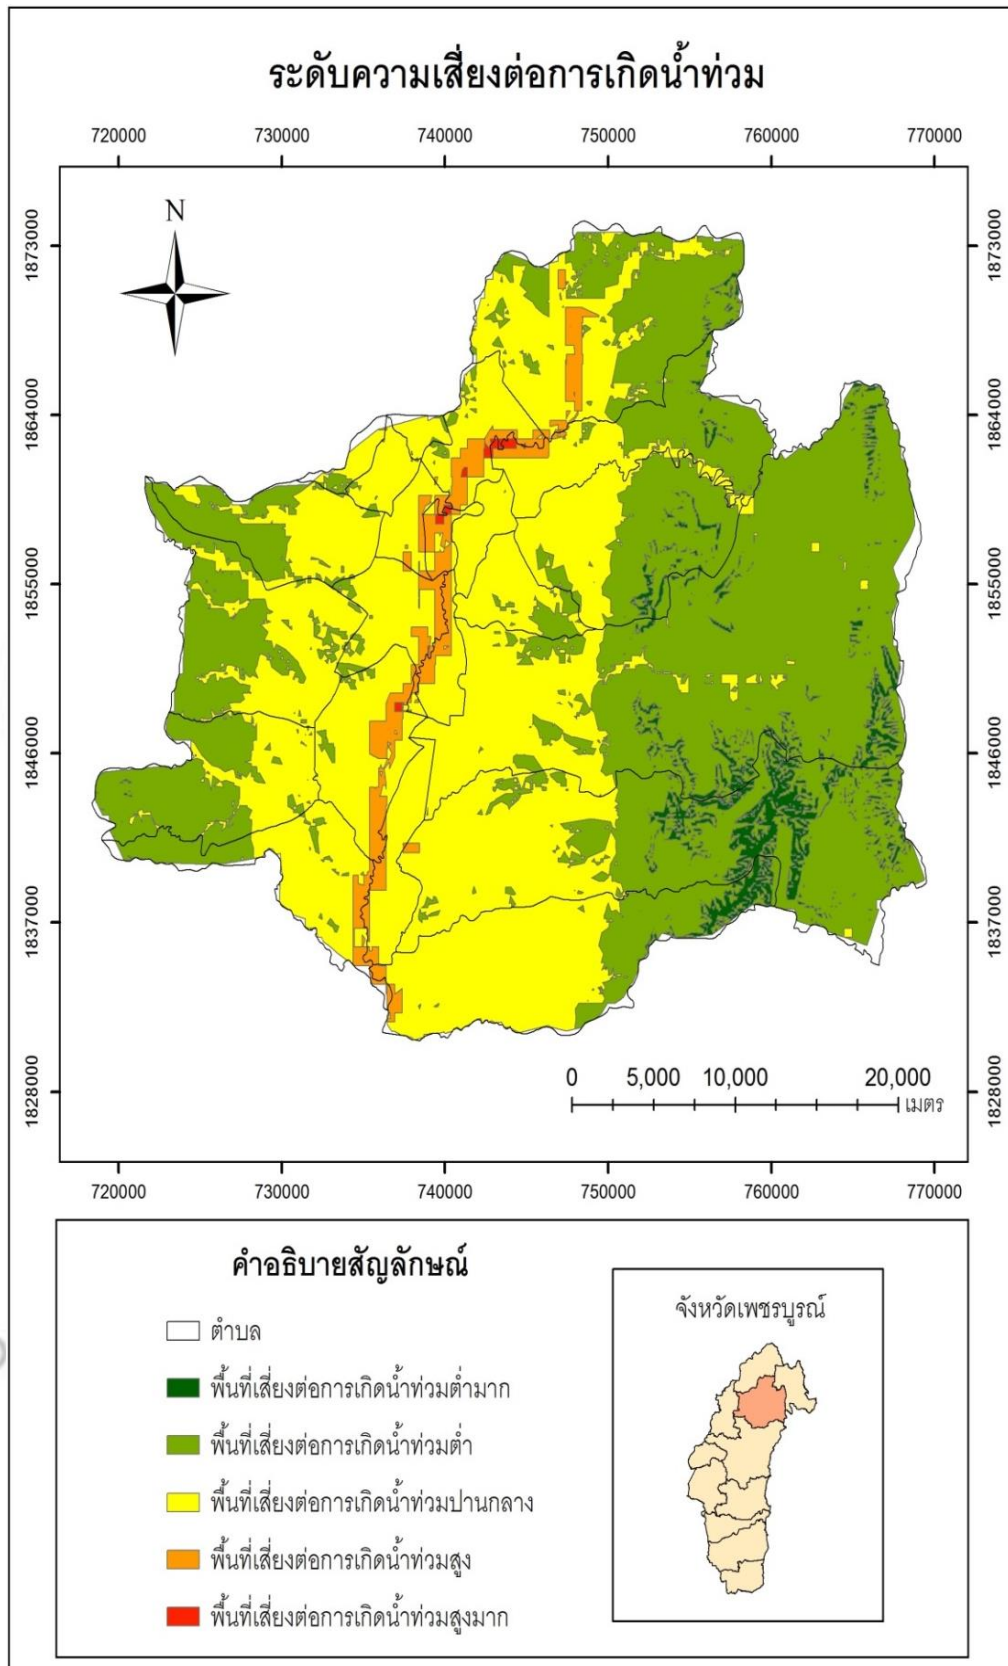 ระดับความเสี่ยงต่อการเกิดน้ำท่วม
720000 730000 740000 750000 760000 770000
N
1873000 1873000
1864000 1864000
1855000 1855000
1846000 1846000
1837000 1837000
1828000 1828000
0 5,000 10,000 20,000
เมตร
720000 730000 740000 750000 760000 770000
คำอธิบายสัญลักษณ์
ตำบล
พื้นที่เสี่ยงต่อการเกิดน้ำท่วมต่ำมาก
พื้นที่เสี่ยงต่อการเกิดน้ำท่วมต่ำ
พื้นที่เสี่ยงต่อการเกิดน้ำท่วมปานกลาง
พื้นที่เสี่ยงต่อการเกิดน้ำท่วมสูง
พื้นที่เสี่ยงต่อการเกิดน้ำท่วมสูงมาก
จังหวัดเพชรบูรณ์